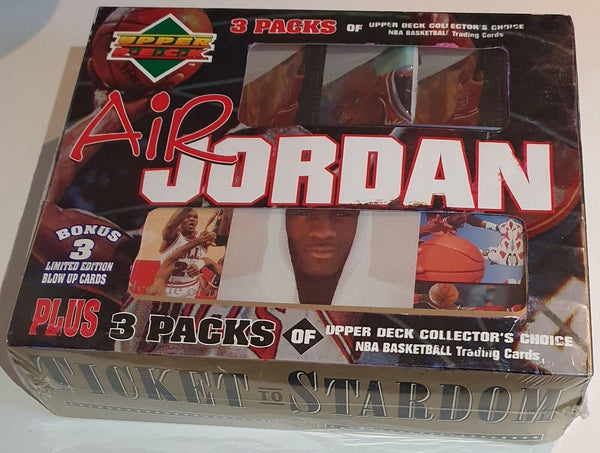 UPPER
DECK
TM
3 PACKS OF UPPER DECK COLLECTOR'S CHOICE
NBA BASKETBALL Trading Cards
AiR
JORDAN
BONUS
3
LIMITED EDITION
BLOW UP CARDS
PLUS 3 PACKS OF UPPER DECK COLLECTOR'S CHOICE
NBA BASKETBALL Trading Cards
TICKET TO STARDOM